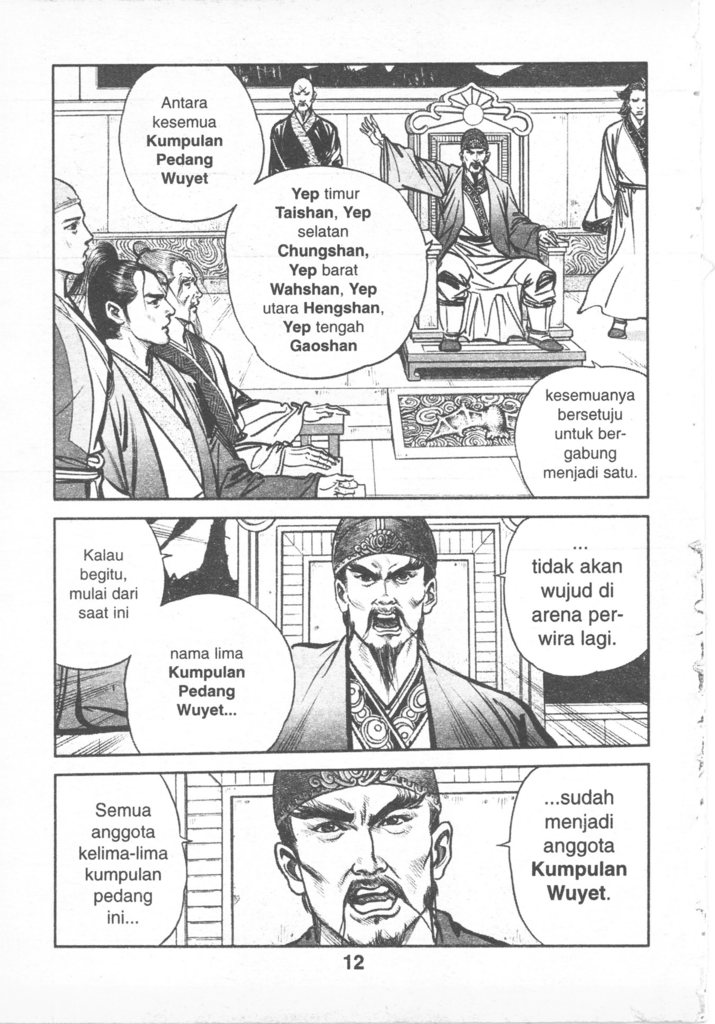 Antara
kesemua
Kumpulan
Pedang
Wuyet
Yep timur
Taishan, Yep
selatan
Chungshan,
Yep barat
Wahshan, Yep
utara Hengshan,
Yep tengah
Gaoshan
kesemuanya
bersetuju
untuk ber-
gabung
menjadi satu.
Kalau
begitu,
mulai dari
saat ini
nama lima
Kumpulan
Pedang
Wuyet...
...
tidak akan
wujud di
arena per-
wira lagi.
Semua
anggota
kelima-lima
kumpulan
pedang
ini...
...sudah
menjadi
anggota
Kumpulan
Wuyet.
12